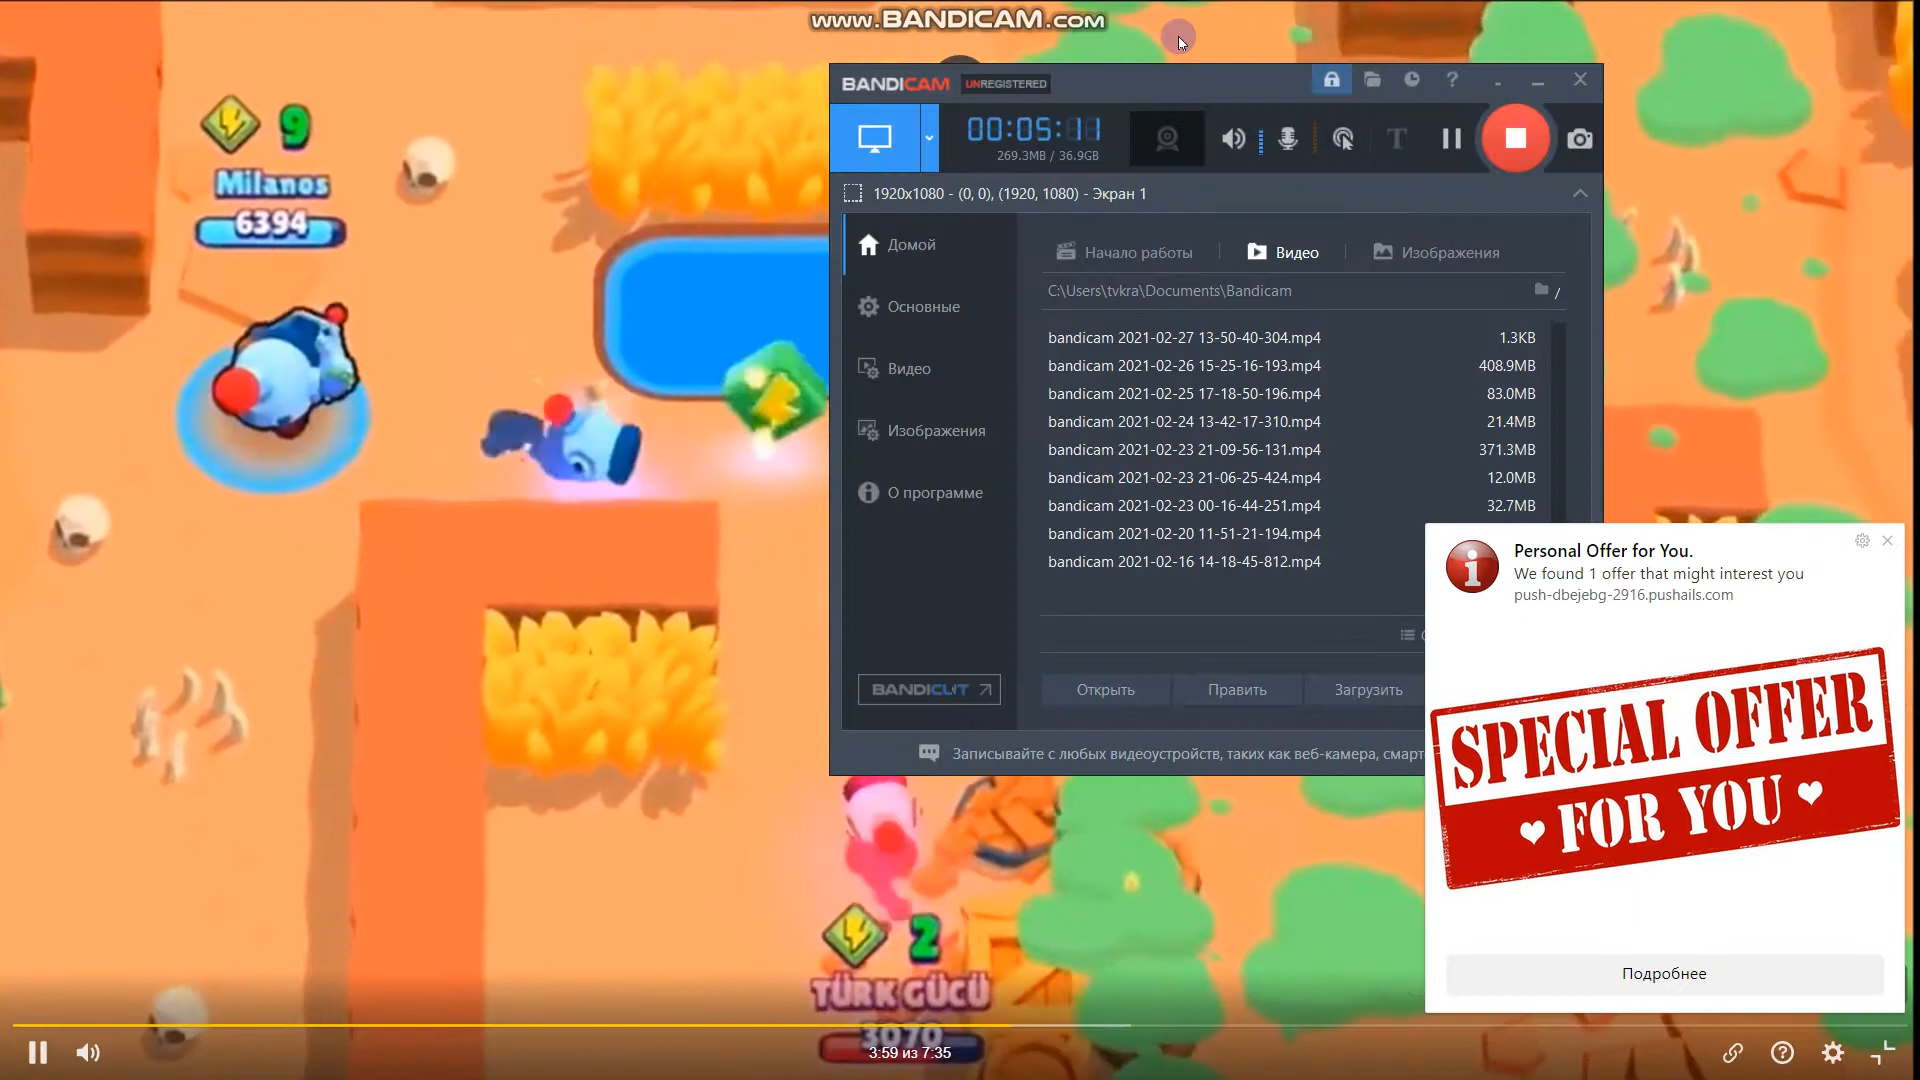 www.BANDICAM.com
9
Milanos
6394
BANDICAM UNREGISTERED
00:05:11
269.3MB / 36.9GB
1920x1080 - (0, 0), (1920, 1080) - Экран 1
Домой
Основные
Видео
Изображения
О программе
BANDICUT
Начало работы
Видео
Изображения
C:\Users\tvkra\Documents\Bandicam
/
bandicam 2021-02-27 13-50-40-304.mp4 1.3KB
bandicam 2021-02-26 15-25-16-193.mp4 408.9MB
bandicam 2021-02-25 17-18-50-196.mp4 83.0MB
bandicam 2021-02-24 13-42-17-310.mp4 21.4MB
bandicam 2021-02-23 21-09-56-131.mp4 371.3MB
bandicam 2021-02-23 21-06-25-424.mp4 12.0MB
bandicam 2021-02-23 00-16-44-251.mp4 32.7MB
bandicam 2021-02-20 11-51-21-194.mp4
bandicam 2021-02-16 14-18-45-812.mp4
Открыть
Править
Загрузить
Записывайте с любых видеоустройств, таких как веб-камера, смарт
Personal Offer for You.
We found 1 offer that might interest you
push-dbejebg-2916.pushails.com
SPECIAL OFFER
FOR YOU
Подробнее
2
TÜRK GÜCÜ
3070
3:59 из 7:35